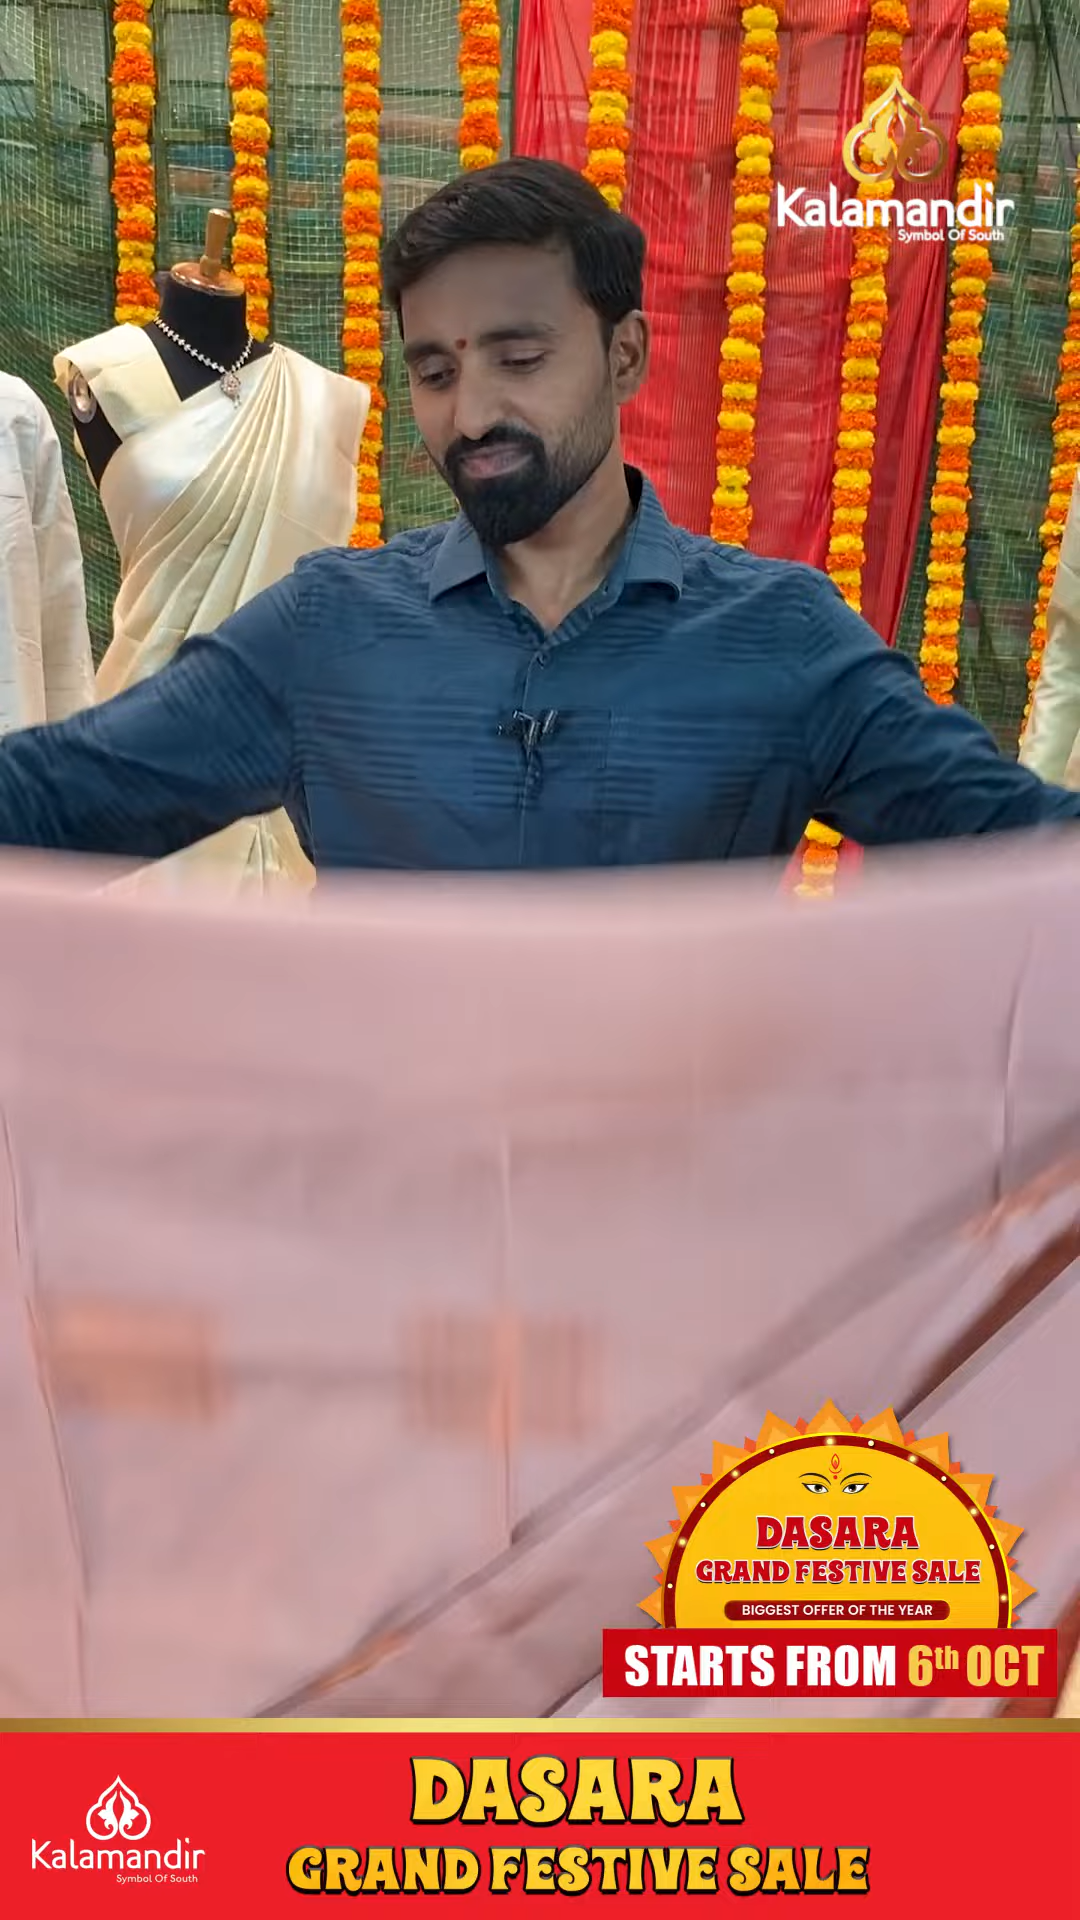 Kalamandir
Symbol Of South
DASARA
GRAND FESTIVE SALE
BIGGEST OFFER OF THE YEAR
STARTS FROM 6th OCT
DASARA
GRAND FESTIVE SALE
Kalamandir
Symbol Of South